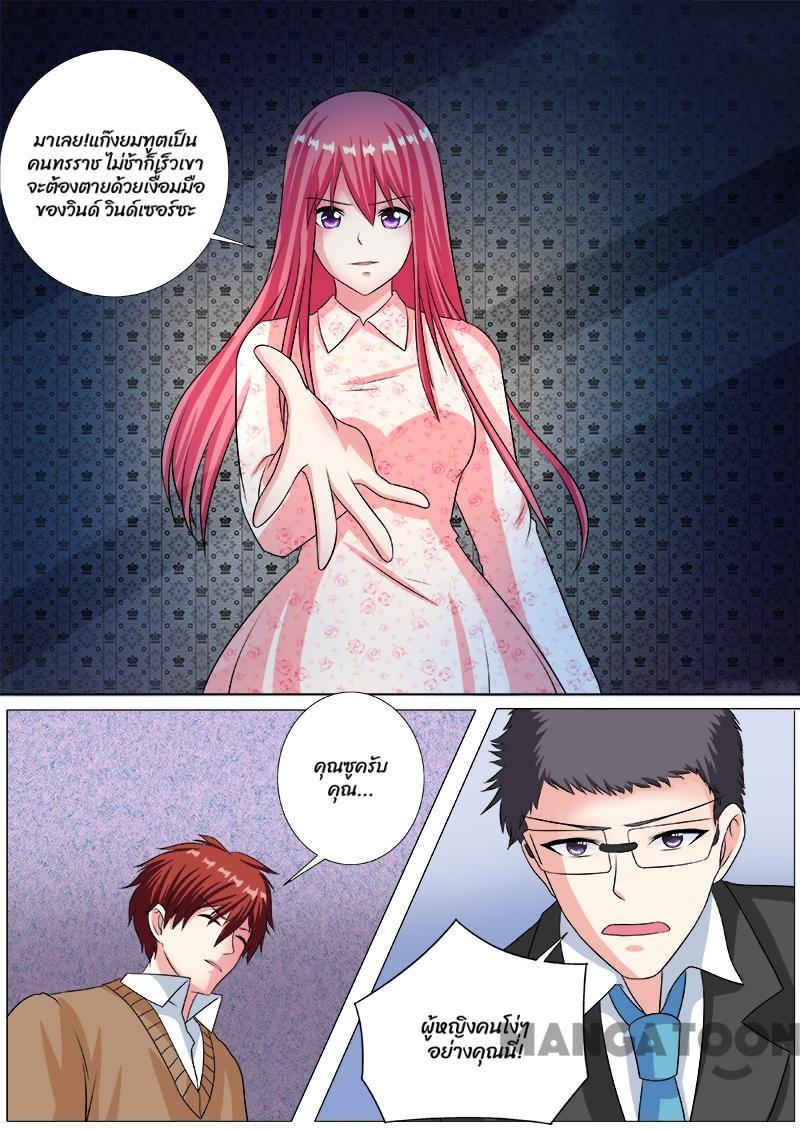 มาเลย!แก๊งยมทูตเป็น
คนทรราช ไม่ช้าก็เร็วเขา
จะต้องตายด้วยเงื้อมมือ
ของวินด์ วินด์เซอร์ซะ
คุณซูครับ
คุณ...
ผู้หญิงคนโง่ๆ
อย่างคุณนี่!
MANGATOON